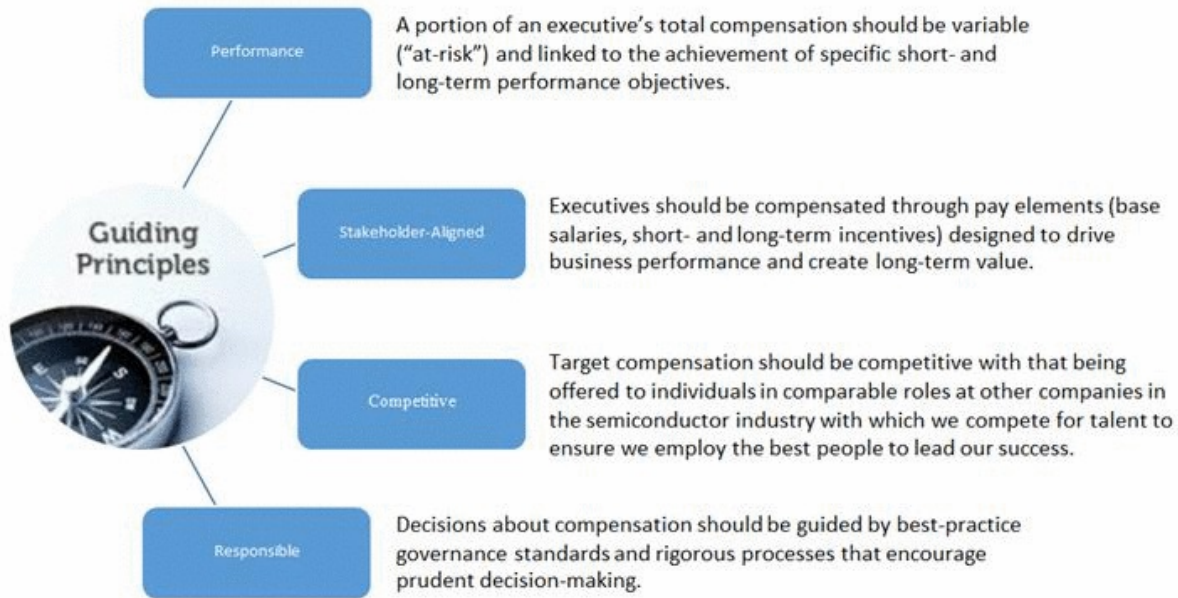 Performance
A portion of an executive's total compensation should be variable
("at-risk") and linked to the achievement of specific short- and
long-term performance objectives.
Guiding
Principles
Stakeholder-Aligned
Executives should be compensated through pay elements (base
salaries, short- and long-term incentives) designed to drive
business performance and create long-term value.
Competitive
Target compensation should be competitive with that being
offered to individuals in comparable roles at other companies in
the semiconductor industry with which we compete for talent to
ensure we employ the best people to lead our success.
E
S
W
Responsible
Decisions about compensation should be guided by best-practice
governance standards and rigorous processes that encourage
prudent decision-making.